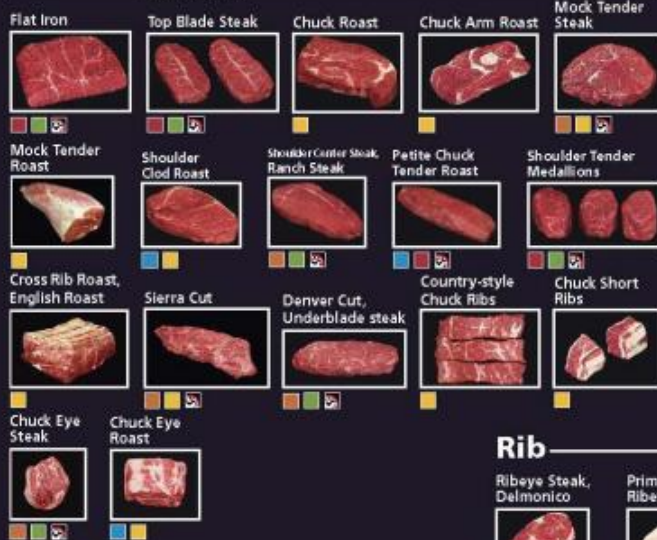 Flat Iron
Top Blade Steak
Chuck Roast
Chuck Arm Roast
Mock Tender
Steak
Mock Tender
Roast
Shoulder
Clod Roast
Shoulder Center Steak,
Ranch Steak
Petite Chuck
Tender Roast
Shoulder Tender
Medallions
Cross Rib Roast,
English Roast
Sierra Cut
Denver Cut,
Underblade steak
Country-style
Chuck Ribs
Chuck Short
Ribs
Chuck Eye
Steak
Chuck Eye
Roast
Rib
Ribeye Steak,
Delmonico
Prim
Ribe